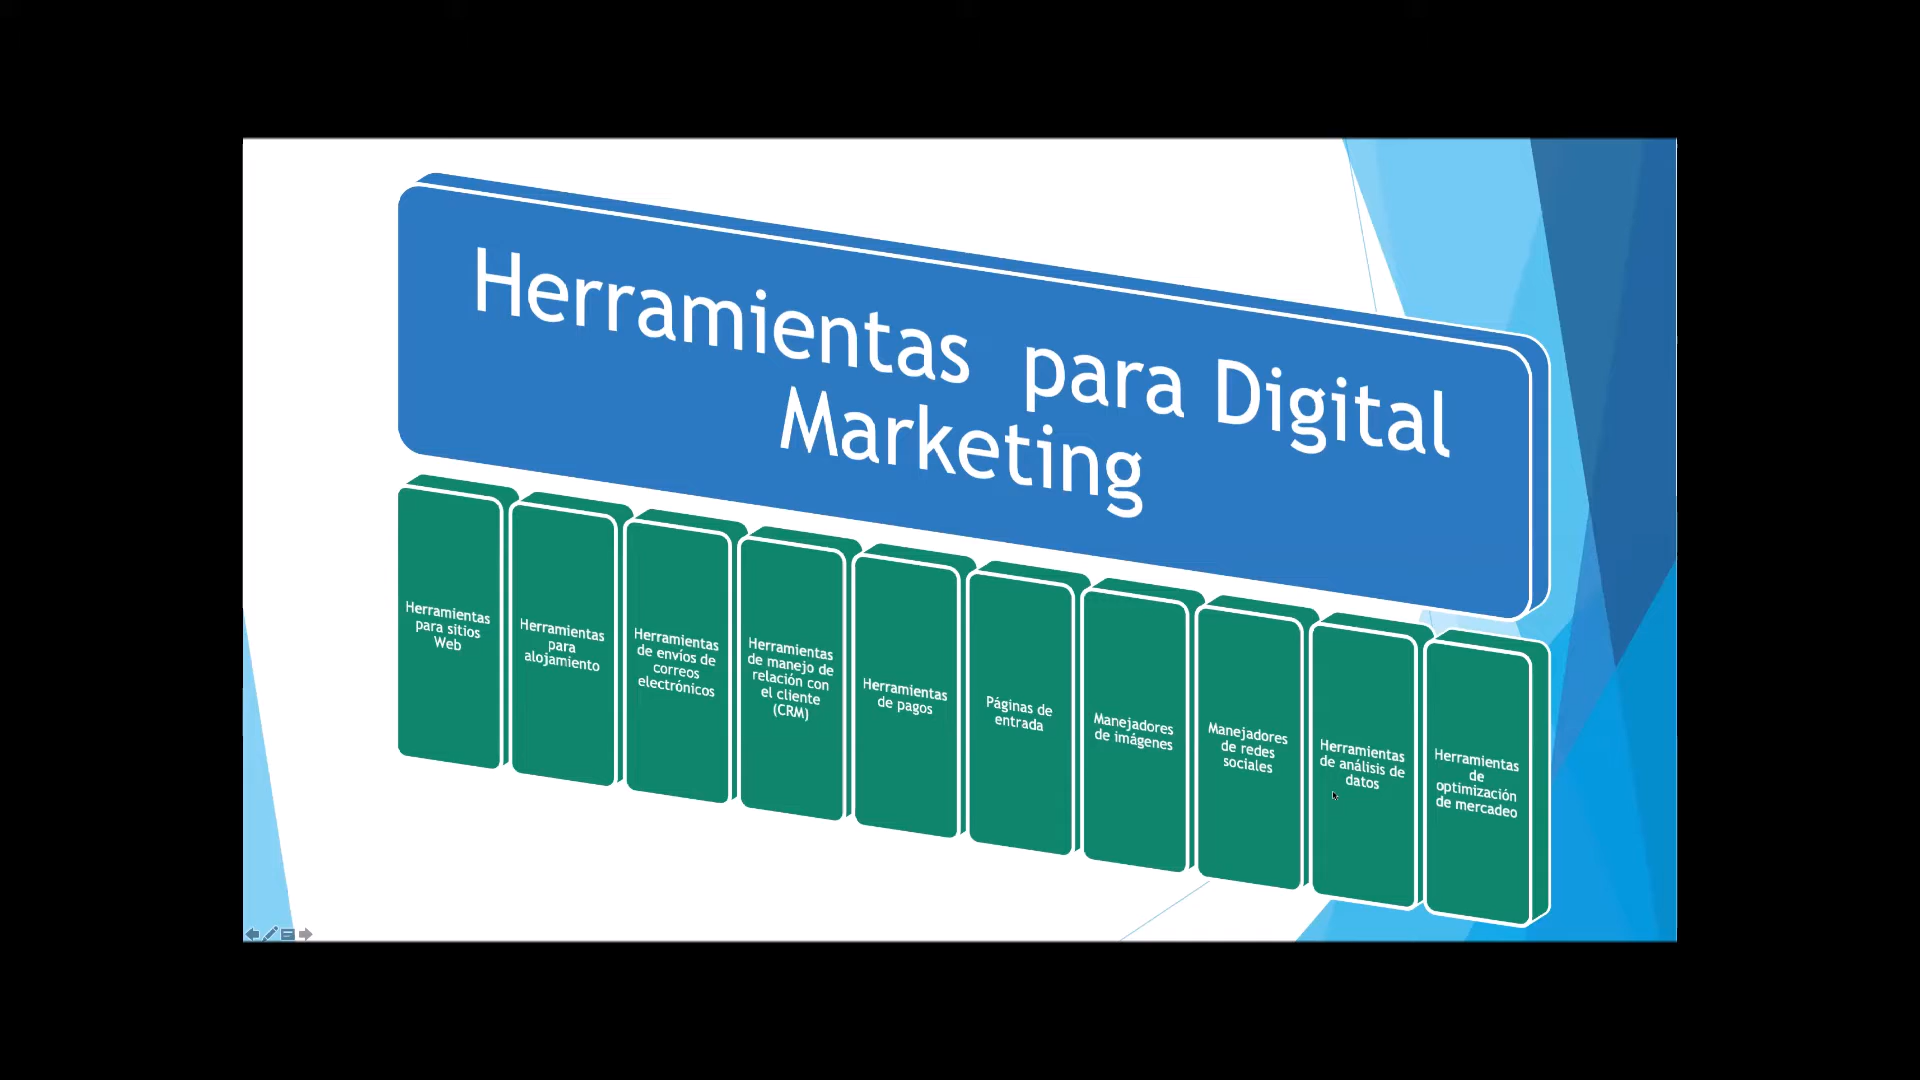 Herramientas  para Digital
Marketing
Herramientas
para sitios
Web
Herramientas
para
alojamiento
Herramientas
de envíos de
correos
electrónicos
Herramientas
de manejo de
relación con
el cliente
(CRM)
Herramientas
de pagos
Páginas de
entrada
Manejadores
de imágenes
Manejadores
de redes
sociales
Herramientas
de análisis de
datos
Herramientas
de
optimización
de mercadeo